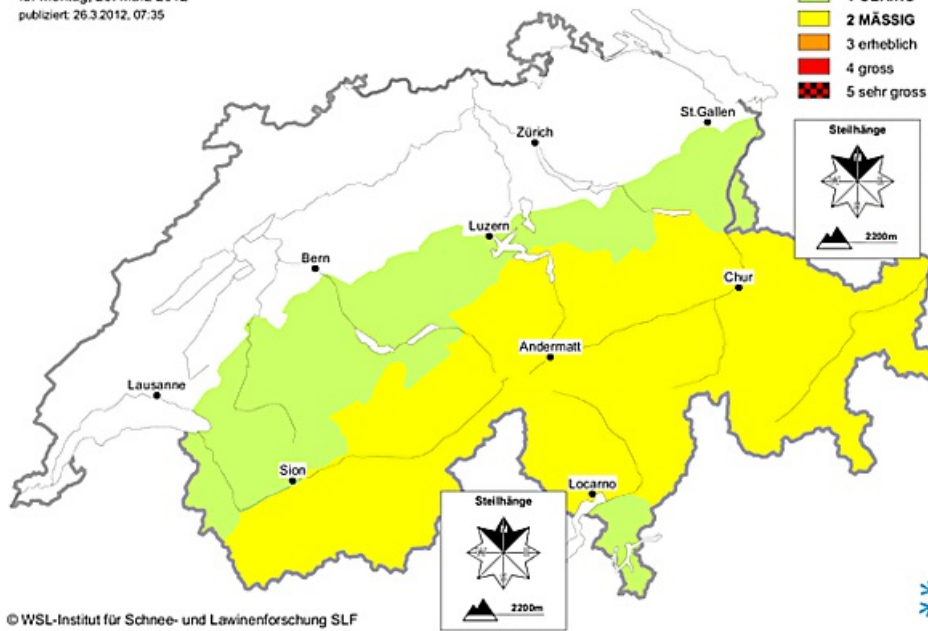 publiziert: 26.3.2012, 07:35
2 MÄSSIG
3 erheblich
4 gross
5 sehr gross
St.Gallen
Zürich
Steilhänge
N
2200m
Luzern
Bern
Chur
Andermatt
Lausanne
Sion
Locarno
Steilhänge
N
2200m
© WSL-Institut für Schnee- und Lawinenforschung SLF